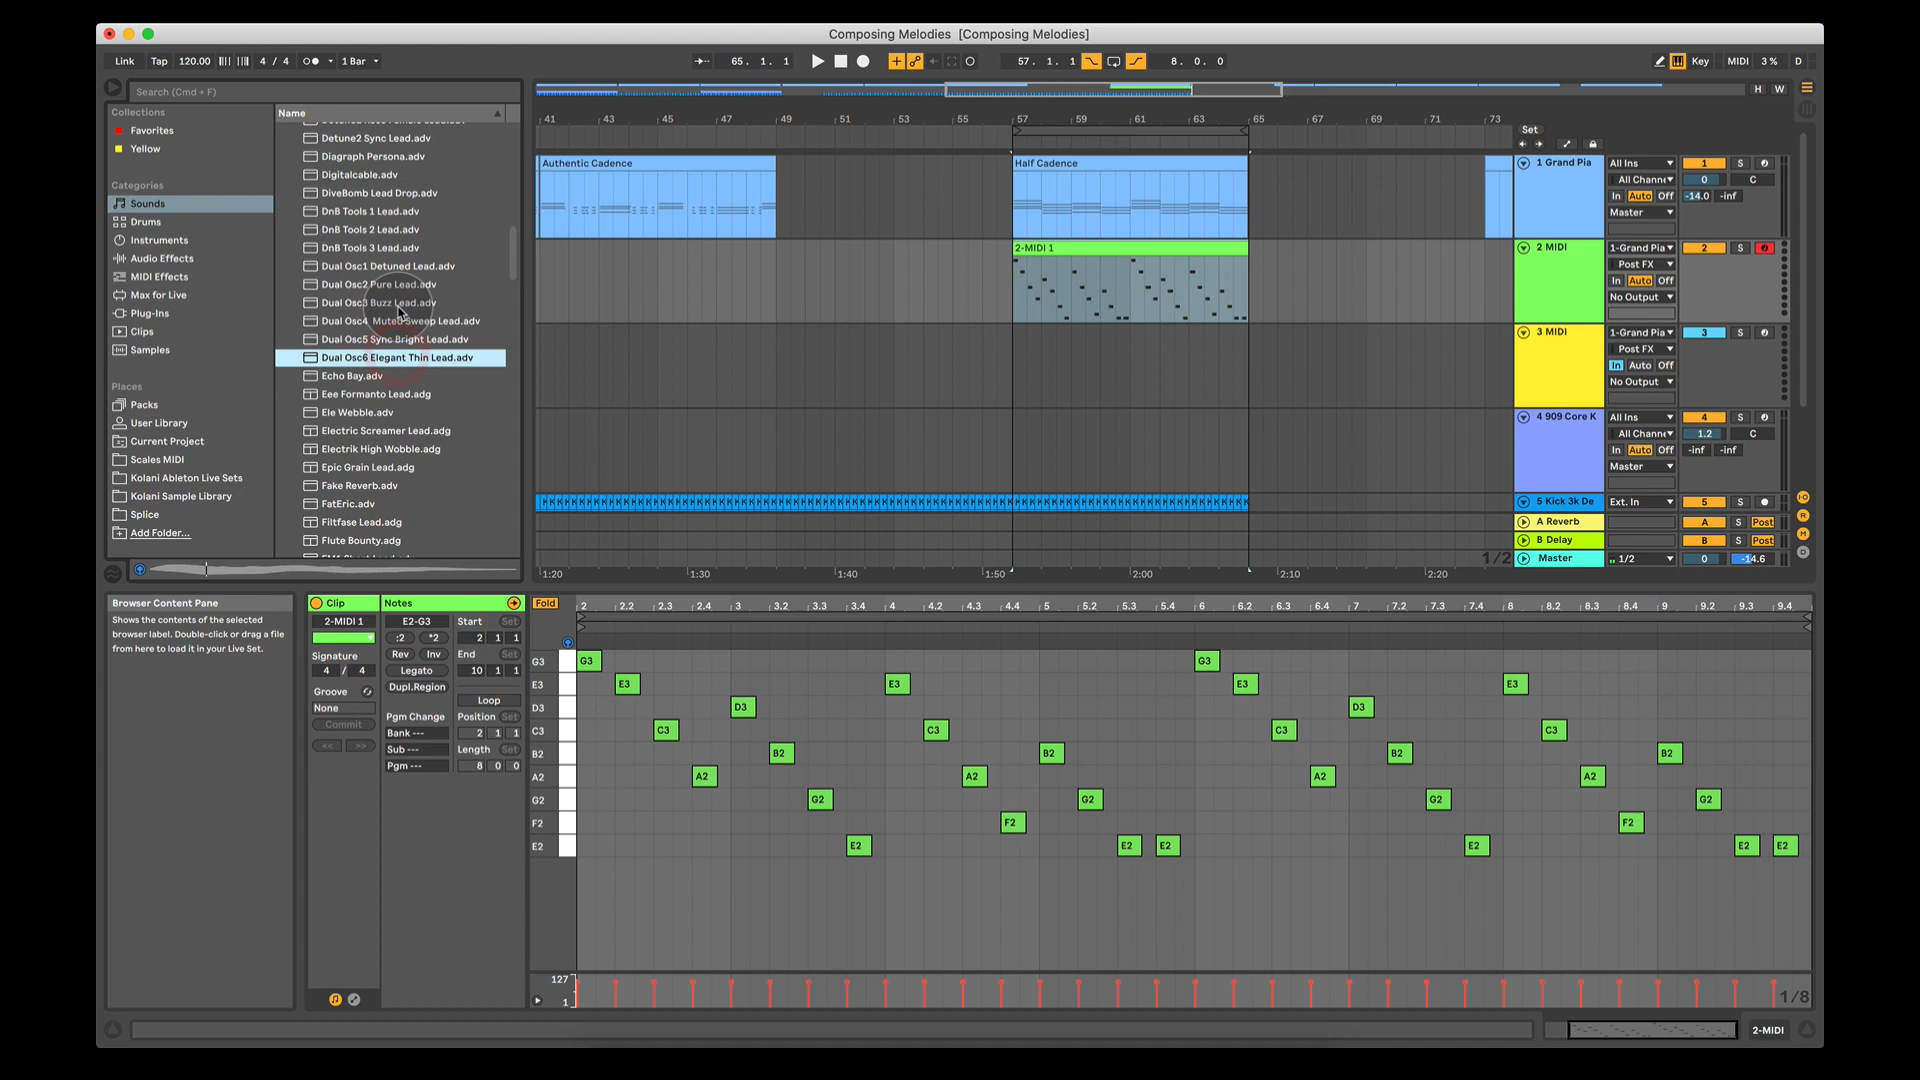 Composing Melodies [Composing Melodies]
Link Tap 120.00 4 / 4 1 Bar 65. 1. 1 57. 1. 1 8. 0. 0 Key MIDI 3 % D
Search (Cmd + F)
H W
Collections
Favorites
Yellow
Categories
Sounds
Drums
Instruments
Audio Effects
MIDI Effects
Max for Live
Plug-Ins
Clips
Samples
Places
Packs
User Library
Current Project
Scales MIDI
Kolani Ableton Live Sets
Kolani Sample Library
Splice
Add Folder...
Name
Detune2 Sync Lead.adv
Diagraph Persona.adv
Digitalcable.adv
DiveBomb Lead Drop.adv
DnB Tools 1 Lead.adv
DnB Tools 2 Lead.adv
DnB Tools 3 Lead.adv
Dual Osc1 Detuned Lead.adv
Dual Osc2 Pure Lead.adv
Dual Osc3 Buzz Lead.adv
Dual Osc4 Muted Sweep Lead.adv
Dual Osc5 Sync Bright Lead.adv
Dual Osc6 Elegant Thin Lead.adv
Echo Bay.adv
Eee Formanto Lead.adg
Ele Webble.adv
Electric Screamer Lead.adg
Electrik High Wobble.adg
Epic Grain Lead.adg
Fake Reverb.adv
FatEric.adv
Filtfase Lead.adg
Flute Bounty.adg
41 43 45 47 49 51 53 55 57 59 61 63 65 67 69 71 73
Set
Authentic Cadence
Half Cadence
2-MIDI 1
1 Grand Pia All Ins 1 S
All Channe 0 C
In Auto Off -14.0 -inf
Master
2 MIDI 1-Grand Pia 2 S
Post FX
In Auto Off
No Output
3 MIDI 1-Grand Pia 3 S
Post FX
In Auto Off
No Output
4 909 Core K All Ins 4 S
All Channe 1.2 C
In Auto Off -inf -inf
Master
5 Kick 3k De Ext. In 5 S
A Reverb A S Post
B Delay B S Post
1/2 Master 1/2 0 -14.6
1:20 1:30 1:40 1:50 2:00 2:10 2:20
Browser Content Pane
Shows the contents of the selected
browser label. Double-click or drag a file
from here to load it in your Live Set.
Clip
2-MIDI 1
Signature
4 / 4
Groove
None
Commit
<< >>
Notes
E2-G3
:2 *2
Rev Inv
Legato
Dupl.Region
Pgm Change
Bank ---
Sub ---
Pgm ---
Start Set
2 1 1
End Set
10 1 1
Loop
Position Set
2 1 1
Length Set
8 0 0
Fold 2 2.2 2.3 2.4 3 3.2 3.3 3.4 4 4.2 4.3 4.4 5 5.2 5.3 5.4 6 6.2 6.3 6.4 7 7.2 7.3 7.4 8 8.2 8.3 8.4 9 9.2 9.3 9.4
G3 G3 G3
E3 E3 E3 E3 E3
D3 D3 D3
C3 C3 C3 C3 C3
B2 B2 B2 B2 B2
A2 A2 A2 A2 A2
G2 G2 G2 G2 G2
F2 F2 F2
E2 E2 E2 E2 E2 E2 E2
127
1
1/8
2-MIDI